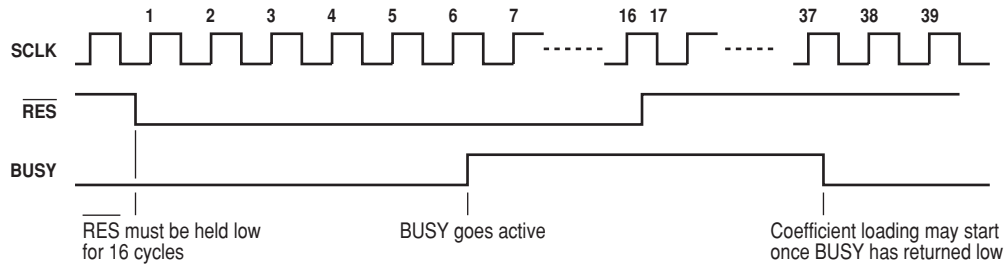 1 2 3 4 5 6 7 16 17 37 38 39
SCLK
RES
BUSY
RES must be held low
for 16 cycles
BUSY goes active
Coefficient loading may start
once BUSY has returned low